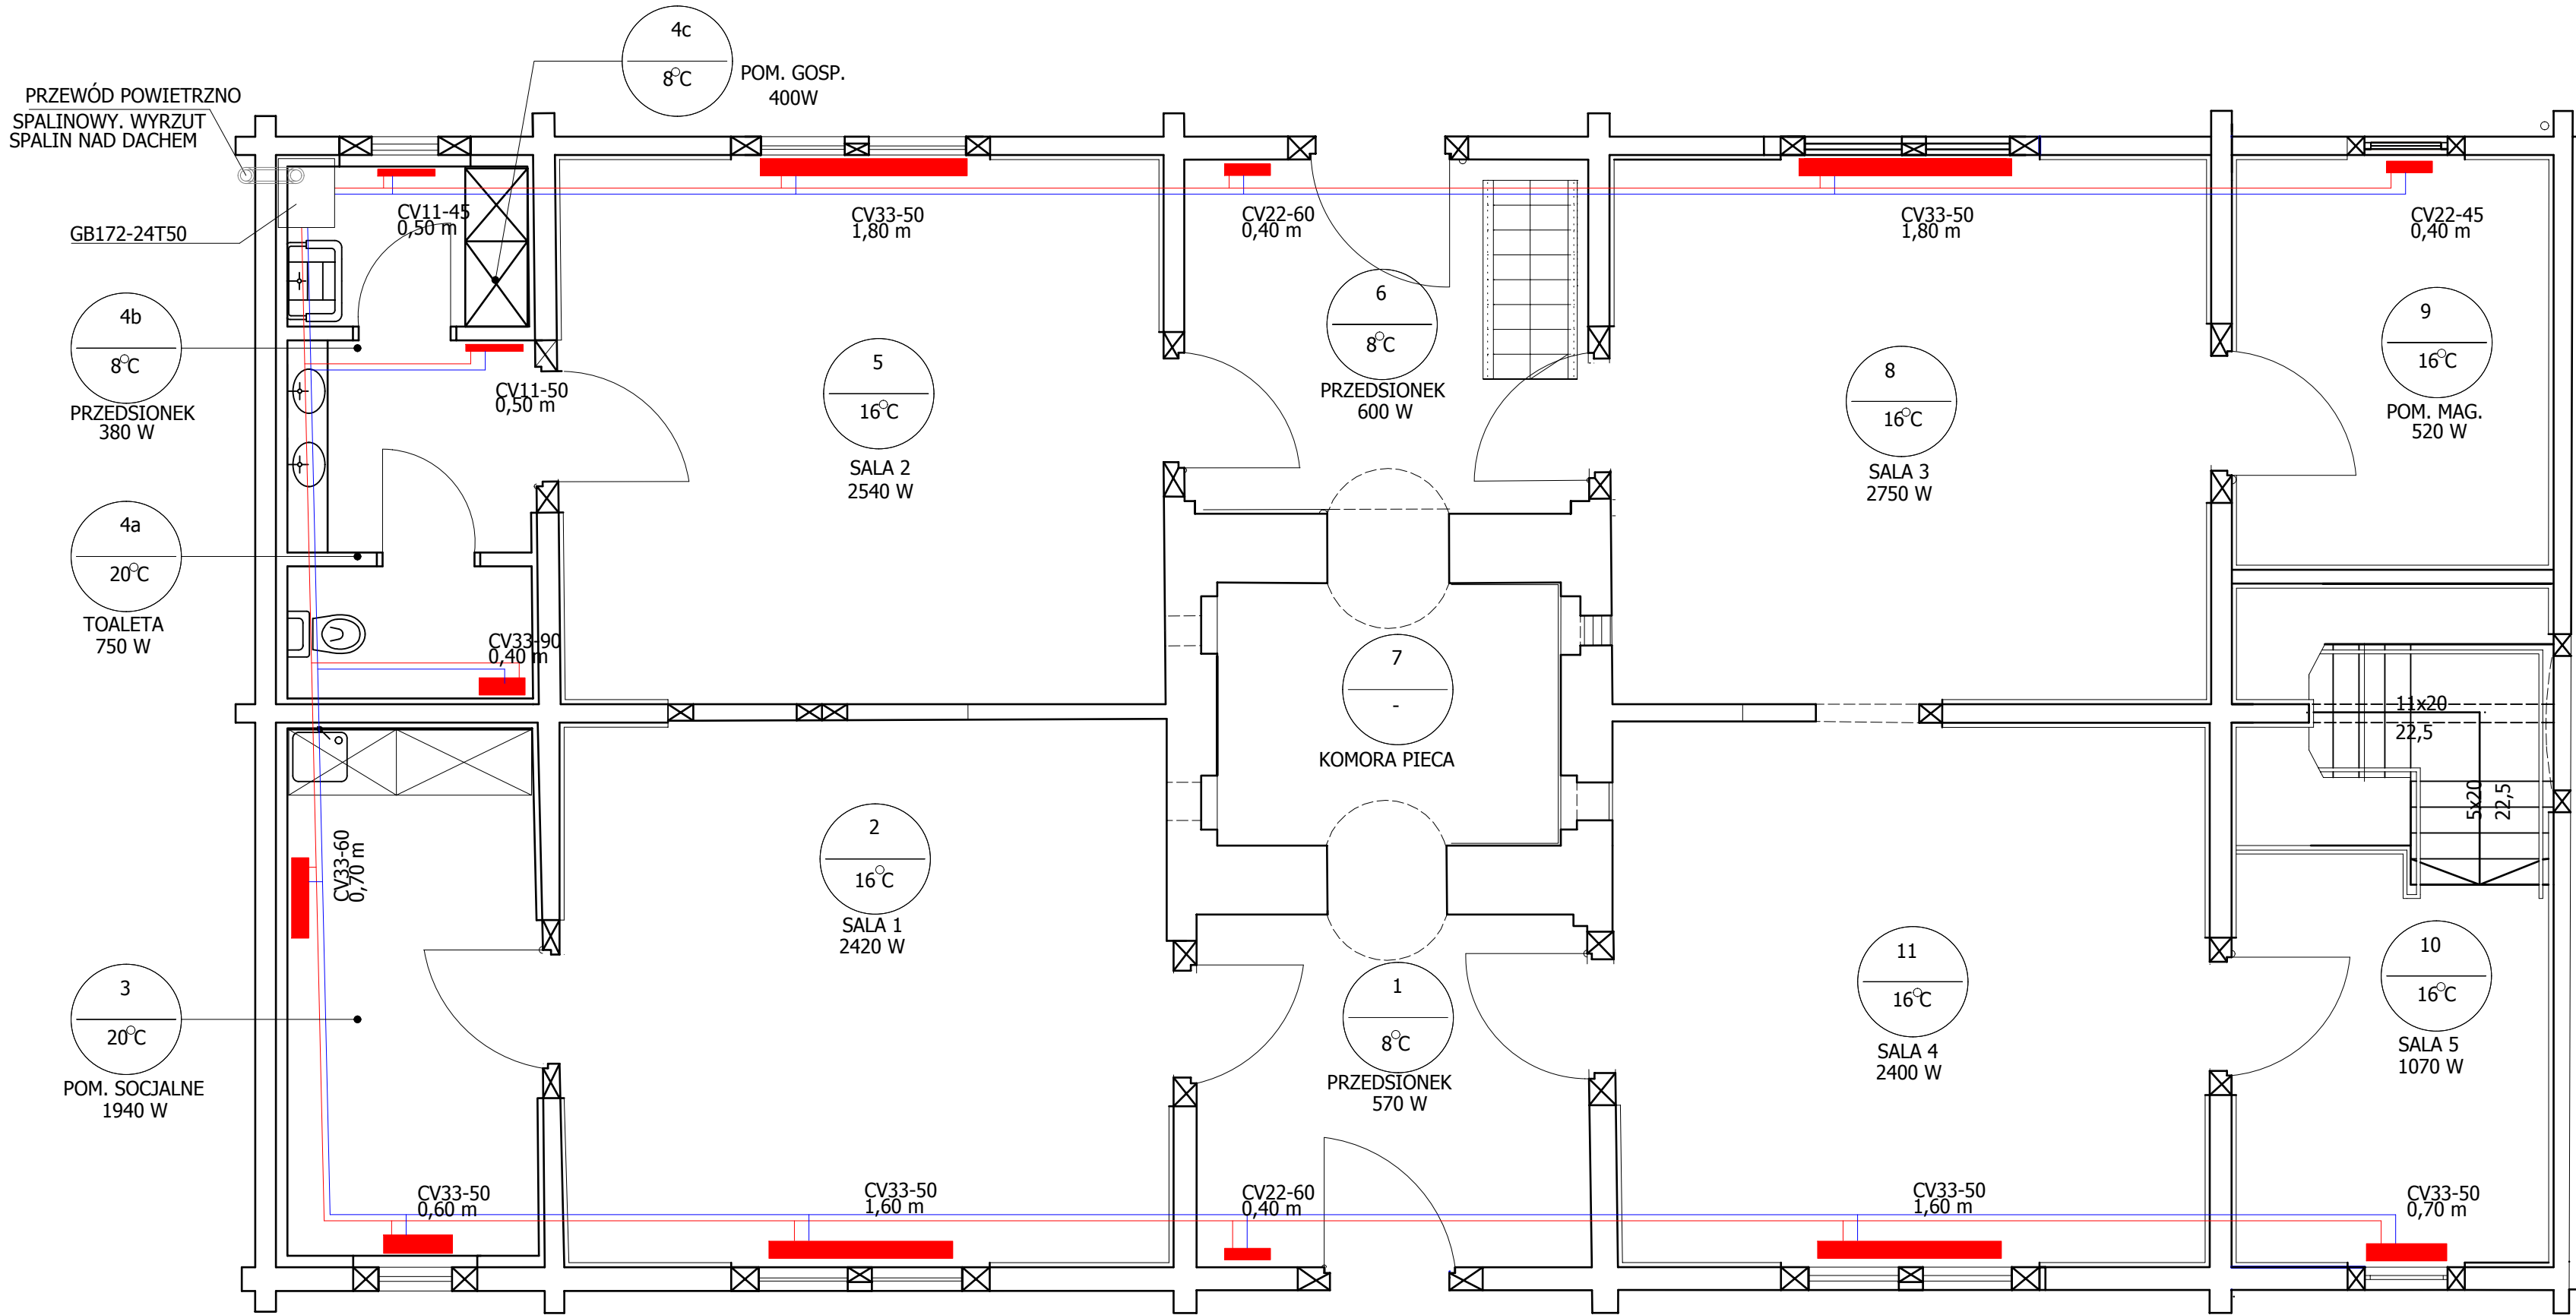 4c
8°C
POM. GOSP.
400W
PRZEWÓD POWIETRZNO
SPALINOWY. WYRZUT
SPALIN NAD DACHEM
GB172-24T50
CV11-45
0,50 m
CV33-50
1,80 m
CV22-60
0,40 m
CV33-50
1,80 m
CV22-45
0,40 m
4b
8°C
PRZEDSIONEK
380 W
CV11-50
0,50 m
5
16°C
SALA 2
2540 W
6
8°C
PRZEDSIONEK
600 W
8
16°C
SALA 3
2750 W
9
16°C
POM. MAG.
520 W
4a
20°C
TOALETA
750 W
CV33-90
0,40 m
7
-
KOMORA PIECA
11x20
22,5
5x20
22,5
CV33-60
0,70 m
2
16°C
SALA 1
2420 W
3
20°C
POM. SOCJALNE
1940 W
1
8°C
PRZEDSIONEK
570 W
11
16°C
SALA 4
2400 W
10
16°C
SALA 5
1070 W
CV33-50
0,60 m
CV33-50
1,60 m
CV22-60
0,40 m
CV33-50
1,60 m
CV33-50
0,70 m